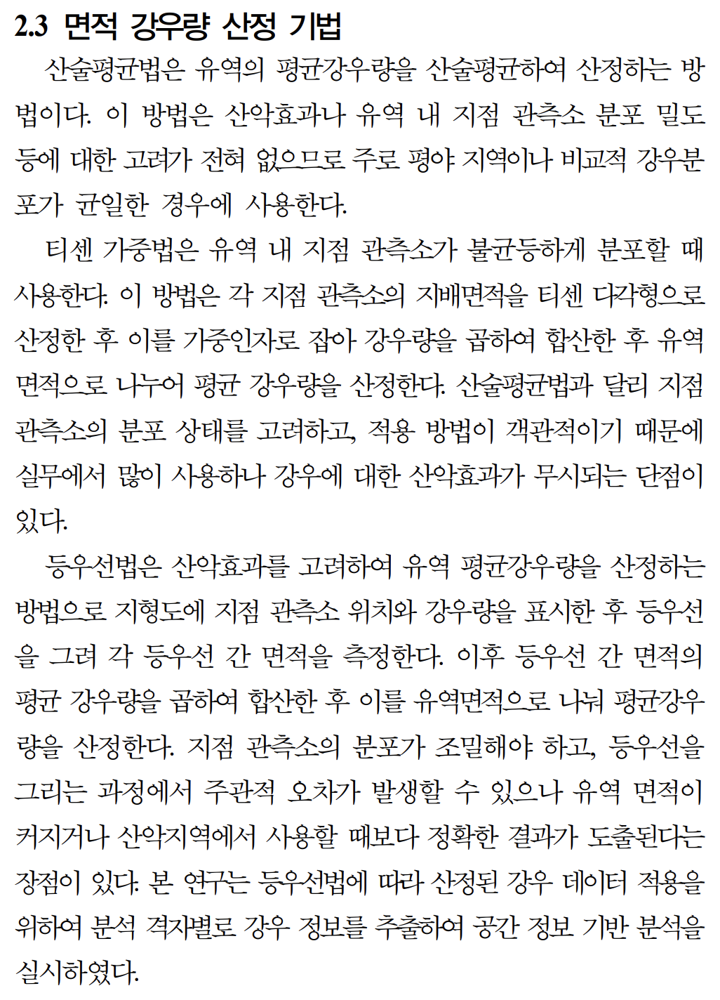 2.3 면적 강우량 산정 기법
산술평균법은 유역의 평균강우량을 산술평균하여 산정하는 방
법이다. 이 방법은 산악효과나 유역 내 지점 관측소 분포 밀도
등에 대한 고려가 전혀 없으므로 주로 평야 지역이나 비교적 강우분
포가 균일한 경우에 사용한다.
티센 가중법은 유역 내 지점 관측소가 불균등하게 분포할 때
사용한다. 이 방법은 각 지점 관측소의 지배면적을 티센 다각형으로
산정한 후 이를 가중인자로 잡아 강우량을 곱하여 합산한 후 유역
면적으로 나누어 평균 강우량을 산정한다. 산술평균법과 달리 지점
관측소의 분포 상태를 고려하고, 적용 방법이 객관적이기 때문에
실무에서 많이 사용하나 강우에 대한 산악효과가 무시되는 단점이
있다.
등우선법은 산악효과를 고려하여 유역 평균강우량을 산정하는
방법으로 지형도에 지점 관측소 위치와 강우량을 표시한 후 등우선
을 그려 각 등우선 간 면적을 측정한다. 이후 등우선 간 면적의
평균 강우량을 곱하여 합산한 후 이를 유역면적으로 나눠 평균강우
량을 산정한다. 지점 관측소의 분포가 조밀해야 하고, 등우선을
그리는 과정에서 주관적 오차가 발생할 수 있으나 유역 면적이
커지거나 산악지역에서 사용할 때보다 정확한 결과가 도출된다는
장점이 있다. 본 연구는 등우선법에 따라 산정된 강우 데이터 적용을
위하여 분석 격자별로 강우 정보를 추출하여 공간 정보 기반 분석을
실시하였다.